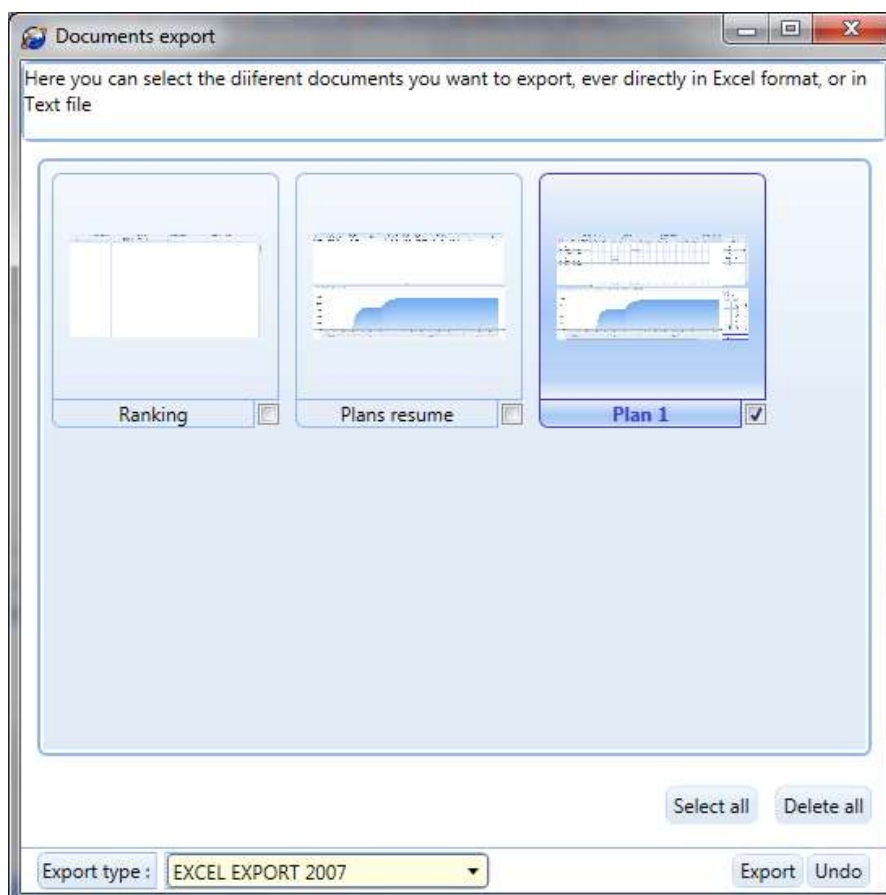 Documents export
Here you can select the diiferent documents you want to export, ever directly in Excel format, or in
Text file
Ranking
Plans resume
Plan 1
Select all
Delete all
Export type :
EXCEL EXPORT 2007
Export
Undo